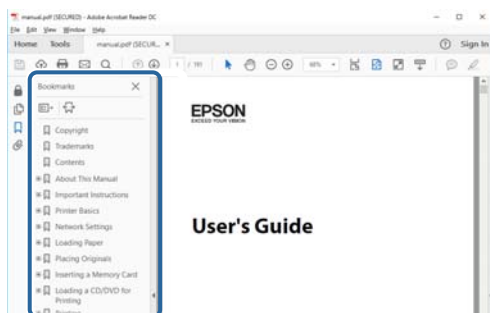 manual.pdf (SECURED) - Adobe Acrobat Reader DC
File Edit View Window Help
Home Tools manual.pdf (SECUR... ×
Sign In
1 / 191
Bookmarks
Copyright
Trademarks
Contents
About This Manual
Important Instructions
Printer Basics
Network Settings
Loading Paper
Placing Originals
Inserting a Memory Card
Loading a CD/DVD for
Printing
EPSON
EXCEED YOUR VISION
User's Guide